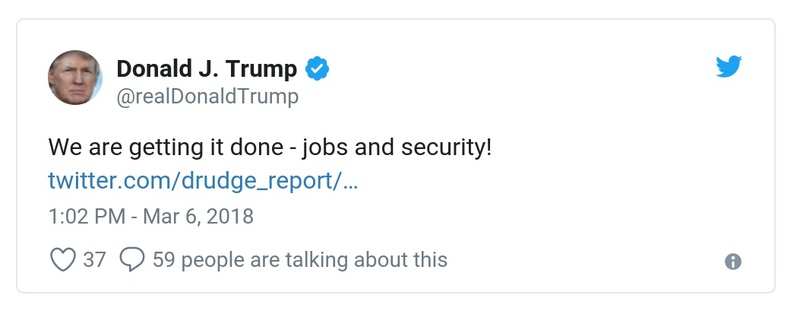 Donald J. Trump
@realDonaldTrump
We are getting it done - jobs and security!
twitter.com/drudge_report/…
1:02 PM - Mar 6, 2018
37 59 people are talking about this